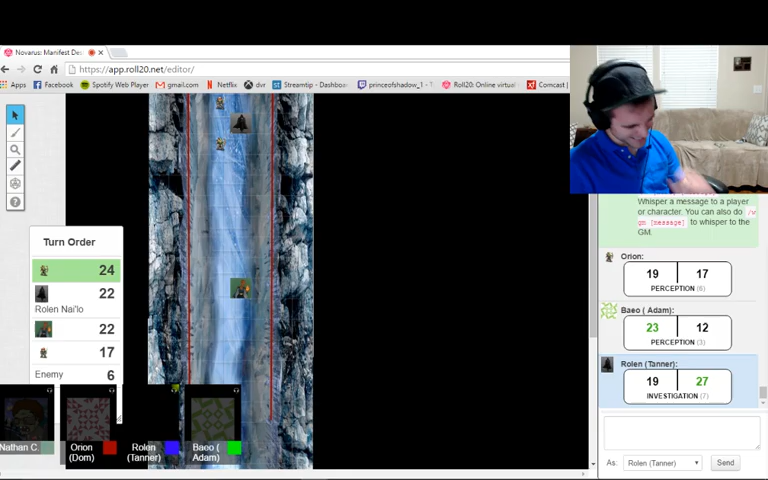 Novarus: Manifest De
https://app.roll20.net/editor/
Apps Facebook Spotify Web Player gmail.com Netflix dvr Streamtip - Dashboa princeofshadow_1 - T Roll20: Online virtual Comcast
Whisper a message to a player
or character. You can also do /w
gm [message] to whisper to the
GM.
Turn Order
24
22
Rolen Nai'lo
22
17
Enemy 6
Orion:
19 17
PERCEPTION (6)
Baeo ( Adam):
23 12
PERCEPTION (3)
Rolen (Tanner):
19 27
INVESTIGATION (7)
Nathan C
Orion
(Dom)
Rolen
(Tanner)
Baeo (
Adam)
As: Rolen (Tanner) Send